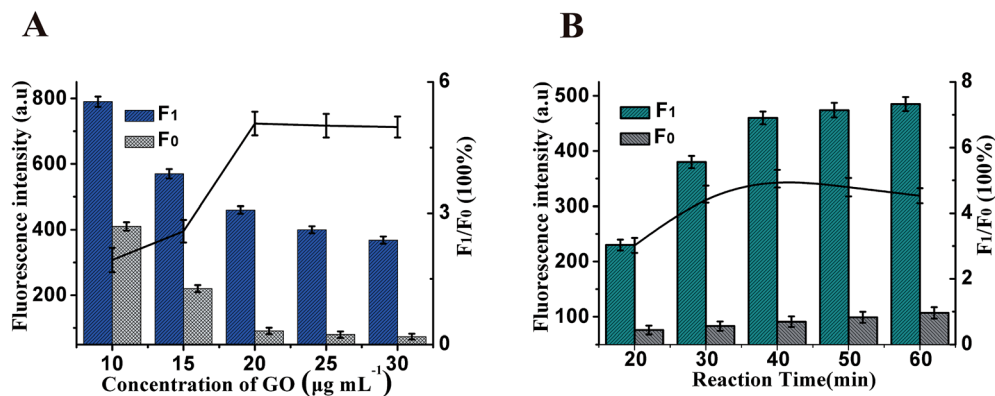 A
Fluorescence intensity (a.u)
800
600
400
200
F1
F0
6
3
0
F1/F0 (100%)
10 15 20 25 30
Concentration of GO (µg mL-1)
B
Fluorescence intensity (a.u)
500
450
300
250
200
100
F1
F0
8
6
4
2
0
F1/F0 (100%)
20 30 40 50 60
Reaction Time(min)